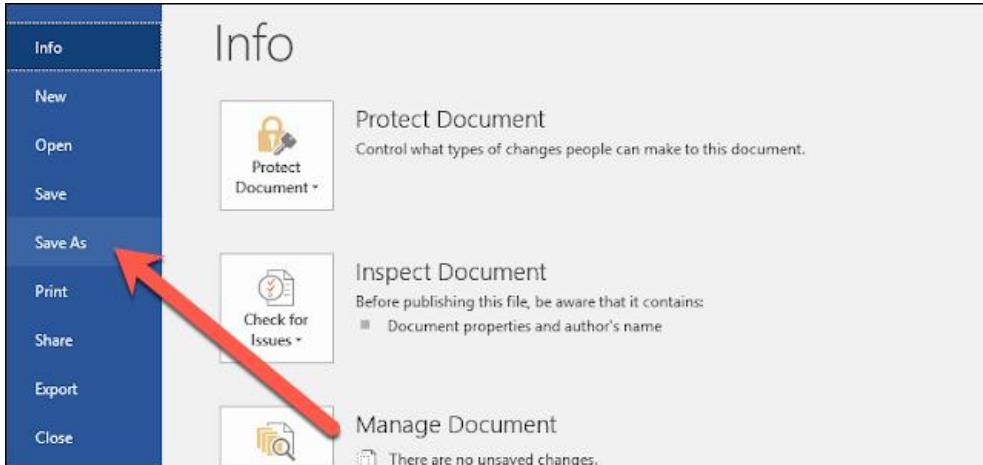 Info
New
Open
Save
Save As
Print
Share
Export
Close
Info
Protect
Document
Protect Document
Control what types of changes people can make to this document.
Check for
Issues
Inspect Document
Before publishing this file, be aware that it contains:
Document properties and author's name
Manage Document
There are no unsaved changes.